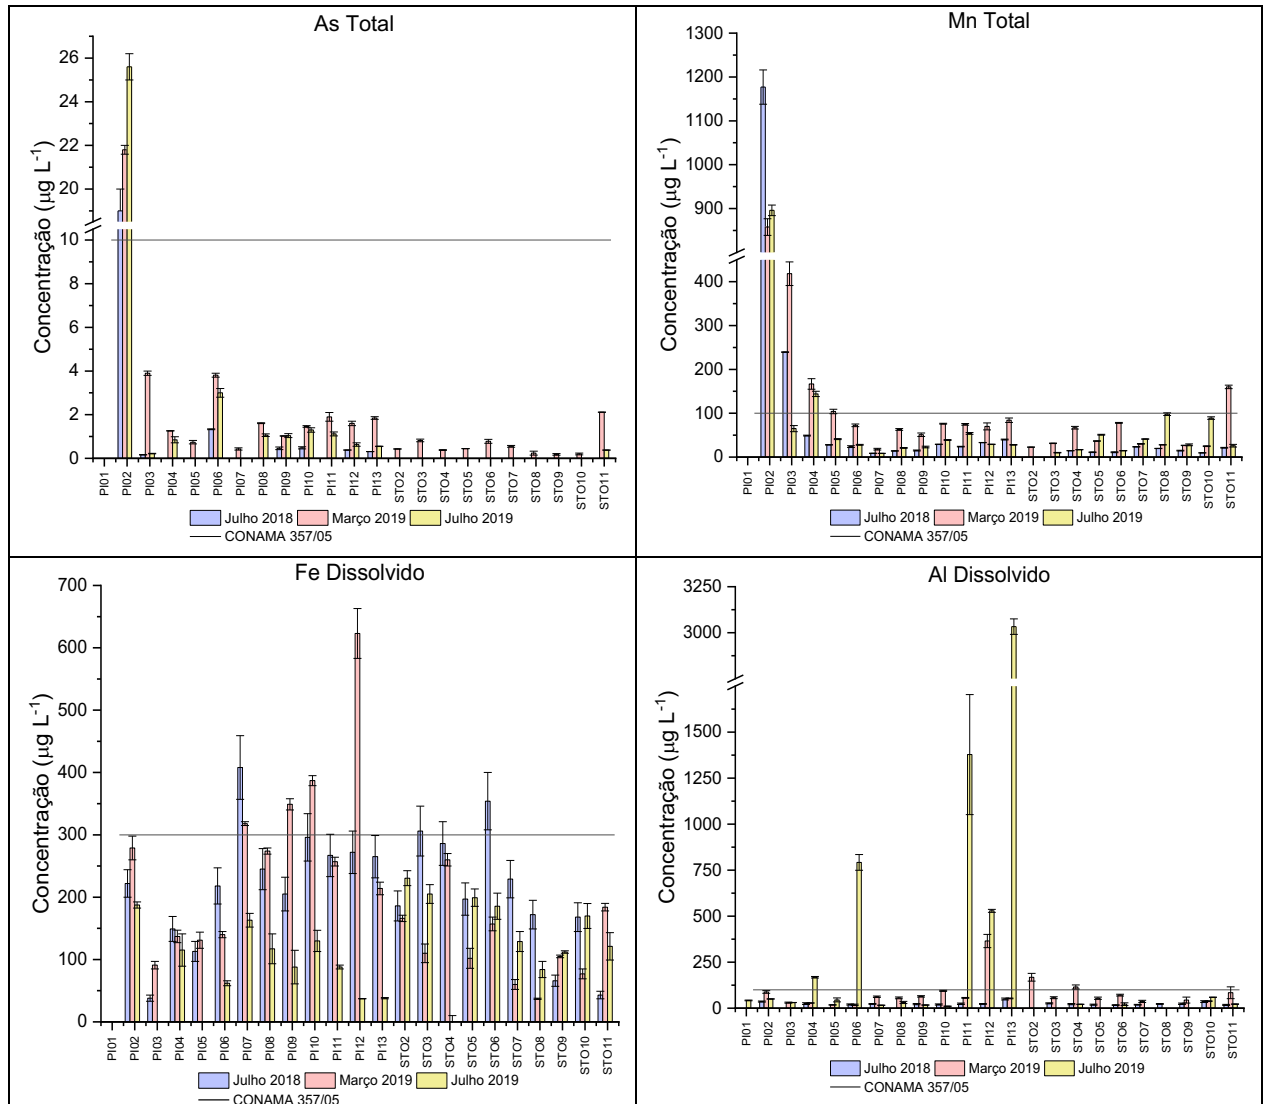 As Total
Concentração (µg L⁻¹)
26
24
22
20
10
8
6
4
2
0
PI01 PI02 PI03 PI04 PI05 PI06 PI07 PI08 PI09 PI10 PI11 PI12 PI13 STO2 STO3 STO4 STO5 STO6 STO7 STO8 STO9 STO10 STO11
Julho 2018 Março 2019 Julho 2019
CONAMA 357/05
Mn Total
Concentração (µg L⁻¹)
1300
1200
1100
1000
900
400
300
200
100
0
PI01 PI02 PI03 PI04 PI05 PI06 PI07 PI08 PI09 PI10 PI11 PI12 PI13 STO2 STO3 STO4 STO5 STO6 STO7 STO8 STO9 STO10 STO11
Julho 2018 Março 2019 Julho 2019
CONAMA 357/05
Fe Dissolvido
Concentração (µg L⁻¹)
700
600
500
400
300
200
100
0
PI01 PI02 PI03 PI04 PI05 PI06 PI07 PI08 PI09 PI10 PI11 PI12 PI13 STO2 STO3 STO4 STO5 STO6 STO7 STO8 STO9 STO10 STO11
Julho 2018 Março 2019 Julho 2019
CONAMA 357/05
Al Dissolvido
Concentração (µg L⁻¹)
3250
3000
1500
1250
1000
750
500
250
0
PI01 PI02 PI03 PI04 PI05 PI06 PI07 PI08 PI09 PI10 PI11 PI12 PI13 STO2 STO3 STO4 STO5 STO6 STO7 STO8 STO9 STO10 STO11
Julho 2018 Março 2019 Julho 2019
CONAMA 357/05